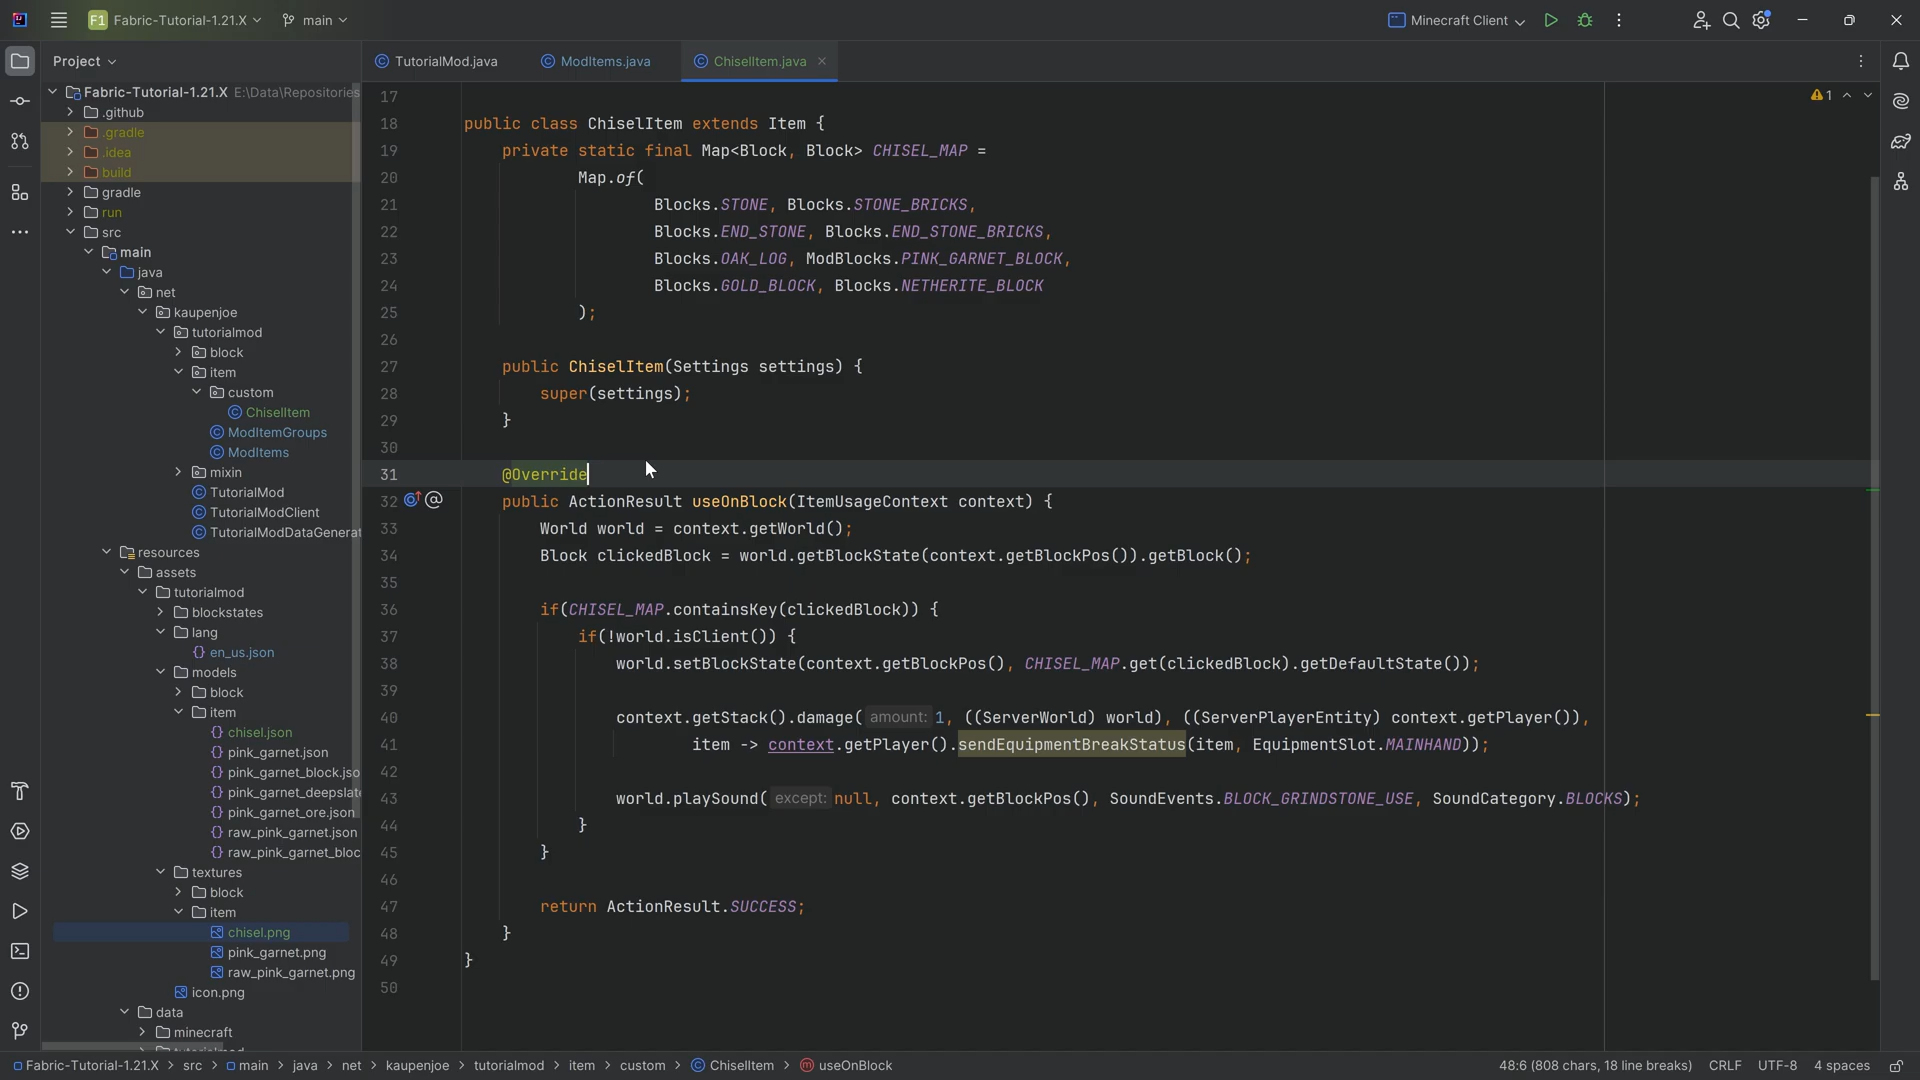 F1 Fabric-Tutorial-1.21.X main Minecraft Client
Project
TutorialMod.java ModItems.java ChiselItem.java
Fabric-Tutorial-1.21.X E:\Data\Repositories
.github
.gradle
.idea
build
gradle
run
src
main
java
net
kaupenjoe
tutorialmod
block
item
custom
ChiselItem
ModItemGroups
ModItems
mixin
TutorialMod
TutorialModClient
TutorialModDataGenerat
resources
assets
tutorialmod
blockstates
lang
en_us.json
models
block
item
chisel.json
pink_garnet.json
pink_garnet_block.jso
pink_garnet_deepslate
pink_garnet_ore.json
raw_pink_garnet.json
raw_pink_garnet_bloc
textures
block
item
chisel.png
pink_garnet.png
raw_pink_garnet.png
icon.png
data
minecraft
1
17
18 public class ChiselItem extends Item {
19 private static final Map<Block, Block> CHISEL_MAP =
20 Map.of(
21 Blocks.STONE, Blocks.STONE_BRICKS,
22 Blocks.END_STONE, Blocks.END_STONE_BRICKS,
23 Blocks.OAK_LOG, ModBlocks.PINK_GARNET_BLOCK,
24 Blocks.GOLD_BLOCK, Blocks.NETHERITE_BLOCK
25 );
26
27 public ChiselItem(Settings settings) {
28 super(settings);
29 }
30
31 @Override
32 public ActionResult useOnBlock(ItemUsageContext context) {
33 World world = context.getWorld();
34 Block clickedBlock = world.getBlockState(context.getBlockPos()).getBlock();
35
36 if(CHISEL_MAP.containsKey(clickedBlock)) {
37 if(!world.isClient()) {
38 world.setBlockState(context.getBlockPos(), CHISEL_MAP.get(clickedBlock).getDefaultState());
39
40 context.getStack().damage( amount: 1, ((ServerWorld) world), ((ServerPlayerEntity) context.getPlayer()),
41 item -> context.getPlayer().sendEquipmentBreakStatus(item, EquipmentSlot.MAINHAND));
42
43 world.playSound( except: null, context.getBlockPos(), SoundEvents.BLOCK_GRINDSTONE_USE, SoundCategory.BLOCKS);
44 }
45 }
46
47 return ActionResult.SUCCESS;
48 }
49 }
50
Fabric-Tutorial-1.21.X > src > main > java > net > kaupenjoe > tutorialmod > item > custom > ChiselItem > useOnBlock 48:6 (808 chars, 18 line breaks) CRLF UTF-8 4 spaces